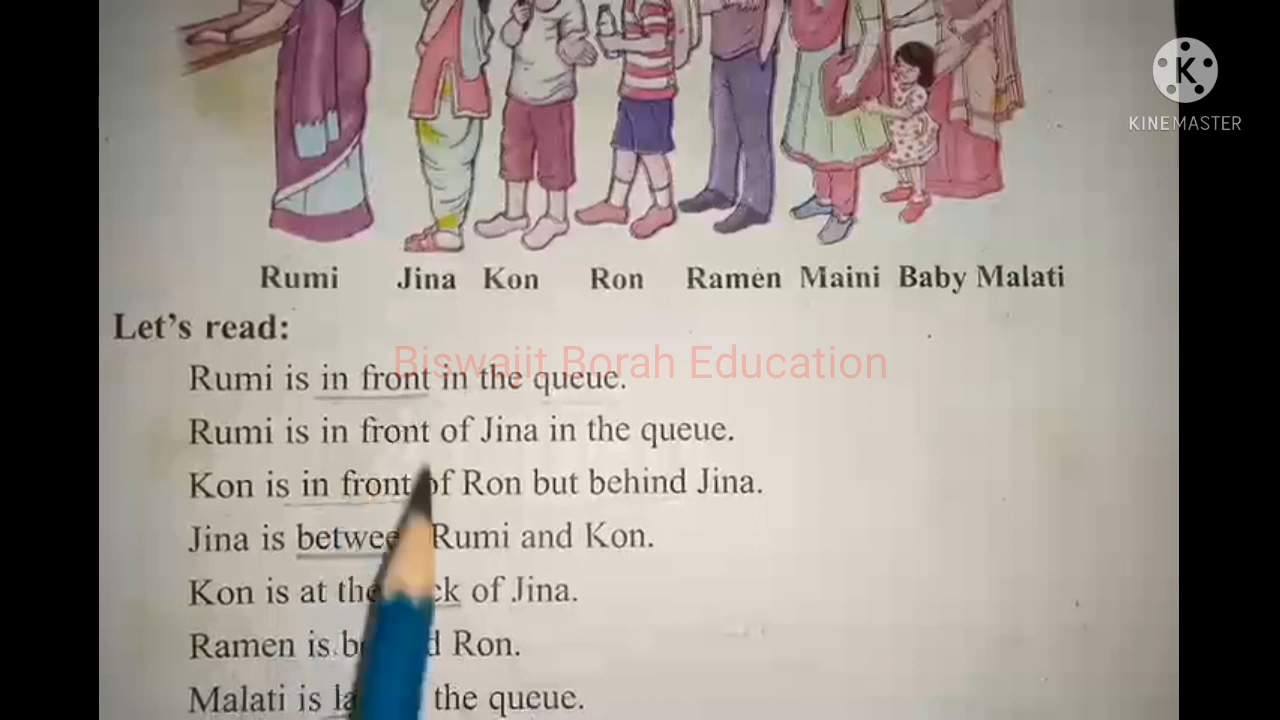 K
KINEMASTER
Rumi Jina Kon Ron Ramen Maini Baby Malati
Let's read:
Biswajit Borah Education
Rumi is in front in the queue.
Rumi is in front of Jina in the queue.
Kon is in front of Ron but behind Jina.
Jina is between Rumi and Kon.
Kon is at the of Jina.
Ramen is Ron.
Malati is the queue.